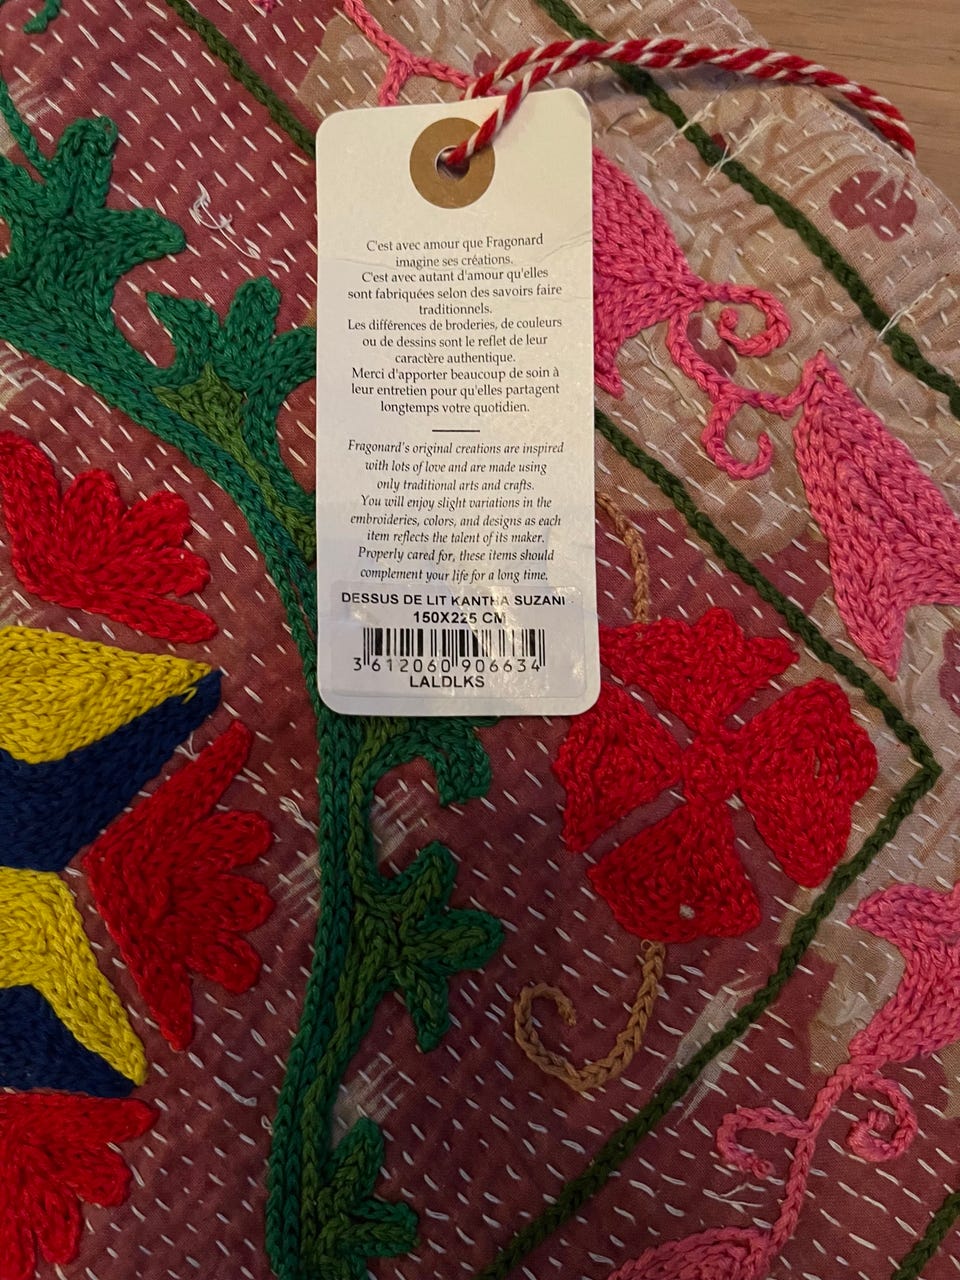 C'est avec amour que Fragonard
imagine ses créations.
C'est avec autant d'amour qu'elles
sont fabriquées selon des savoirs faire
traditionnels.
Les différences de broderies, de couleurs
ou de dessins sont le reflet de leur
caractère authentique.
Merci d'apporter beaucoup de soin à
leur entretien pour qu'elles partagent
longtemps votre quotidien.
Fragonard's original creations are inspired
with lots of love and are made using
only traditional arts and crafts.
You will enjoy slight variations in the
embroideries, colors, and designs as each
item reflects the talent of its maker.
Properly cared for, these items should
complement your life for a long time.
DESSUS DE LIT KANTHA SUZANI
150X225 CM
3 612060 906634
LALDLKS